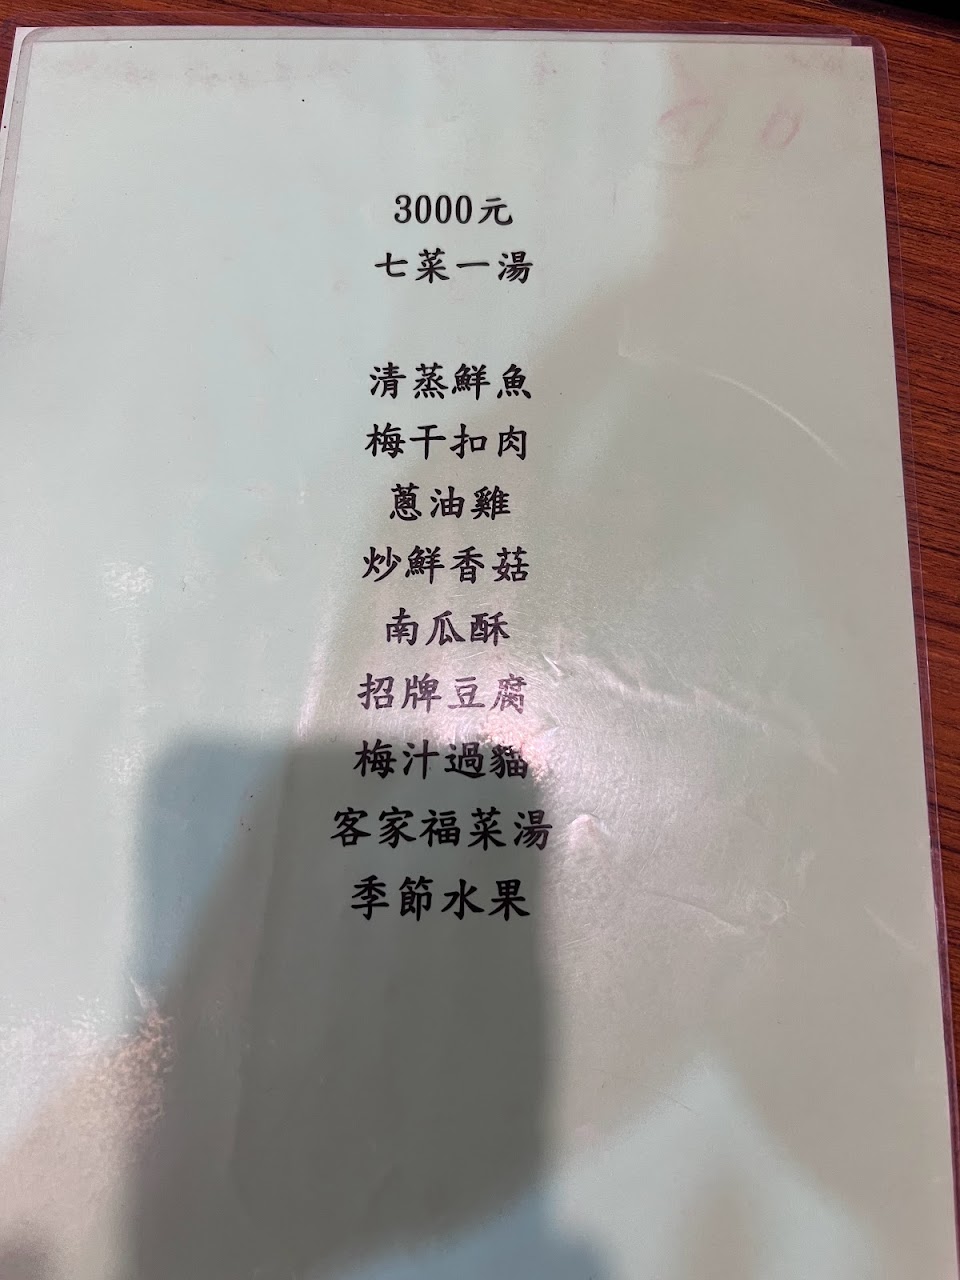 3000元
七菜一湯
清蒸鮮魚
梅干扣肉
蔥油雞
炒鮮香菇
南瓜酥
招牌豆腐
梅汁過貓
客家福菜湯
季節水果